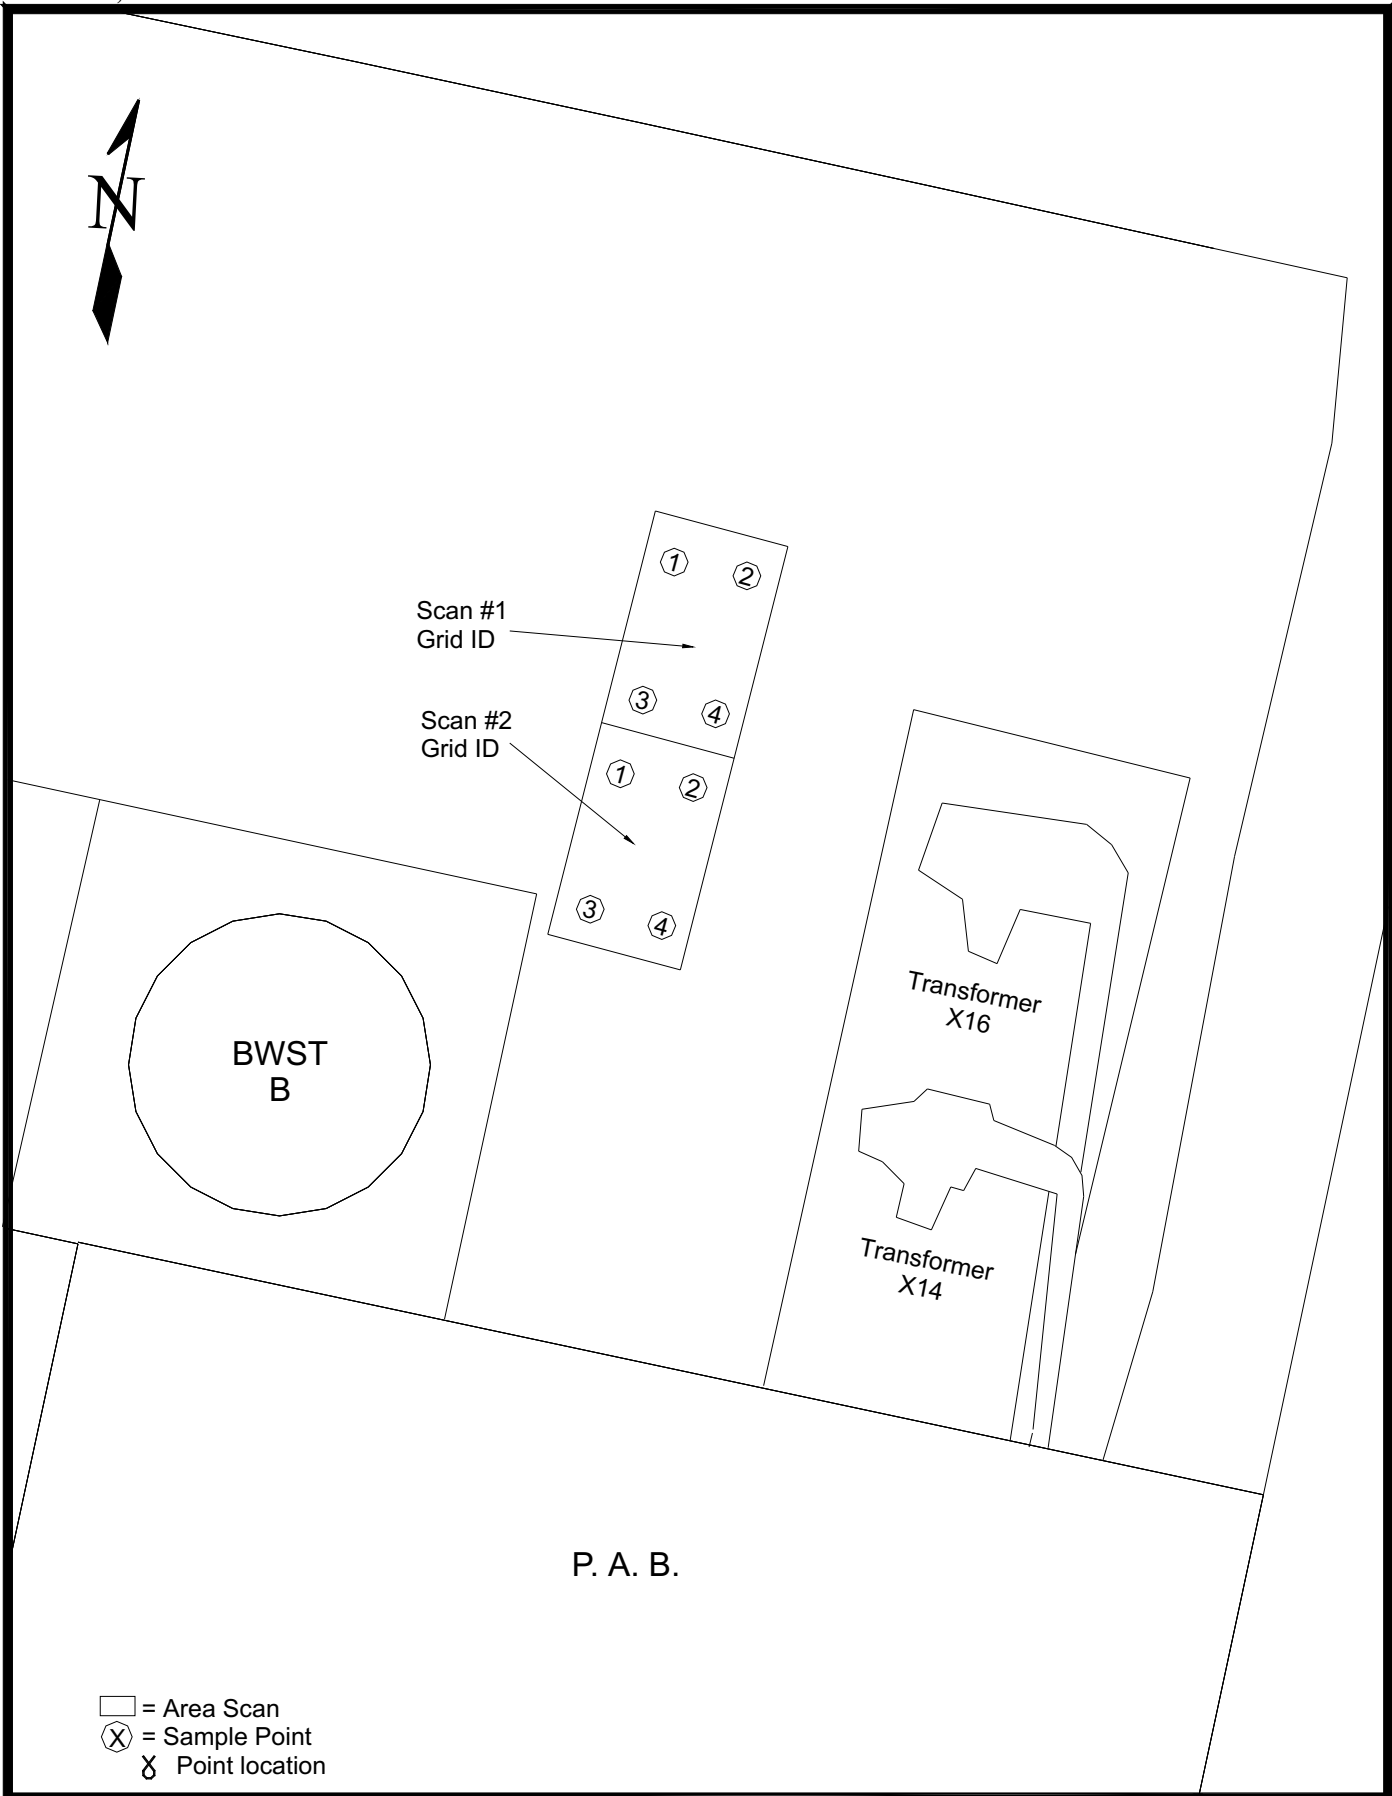 N
1
2
Scan #1
Grid ID
3
4
Scan #2
Grid ID
1
2
3
4
Transformer
X16
BWST
B
Transformer
X14
P. A. B.
= Area Scan
X = Sample Point
Point location